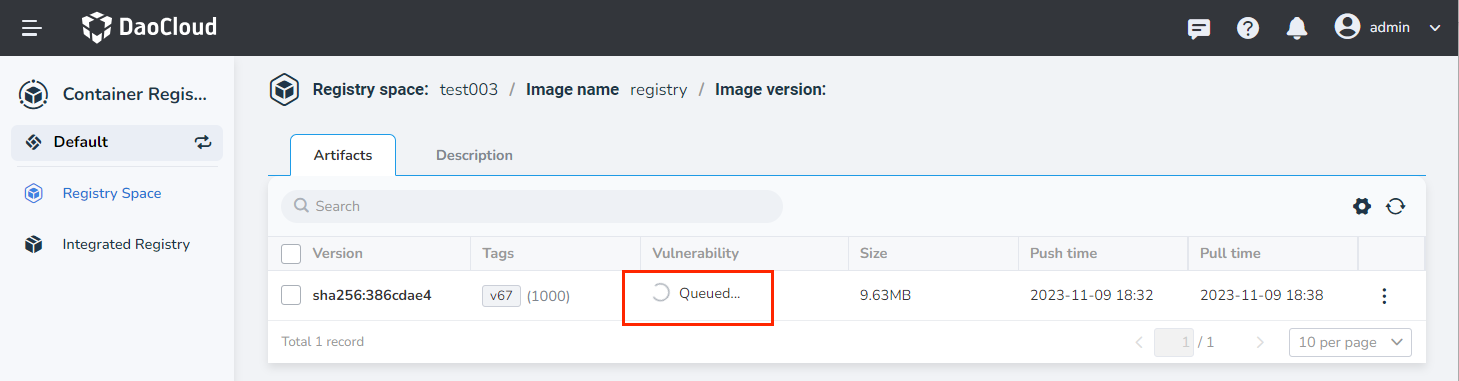 DaoCloud
admin
Container Regis...
Default
Registry Space
Integrated Registry
Registry space: test003 / Image name registry / Image version:
Artifacts Description
Search
Version Tags Vulnerability Size Push time Pull time
sha256:386cdae4 v67 (1000) Queued... 9.63MB 2023-11-09 18:32 2023-11-09 18:38
Total 1 record 1 / 1 10 per page